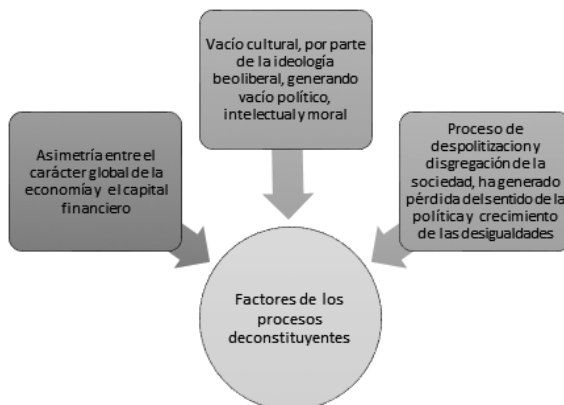 Vacío cultural, por parte
de la ideología
beoliberal, generando
vacío político,
intelectual y moral
Asimetría entre el
carácter global de la
economía y el capital
financiero
Proceso de
despolitizacion y
disgregación de la
sociedad, ha generado
pérdida del sentido de la
política y crecimiento
de las desigualdades
Factores de los
procesos
deconstituyentes